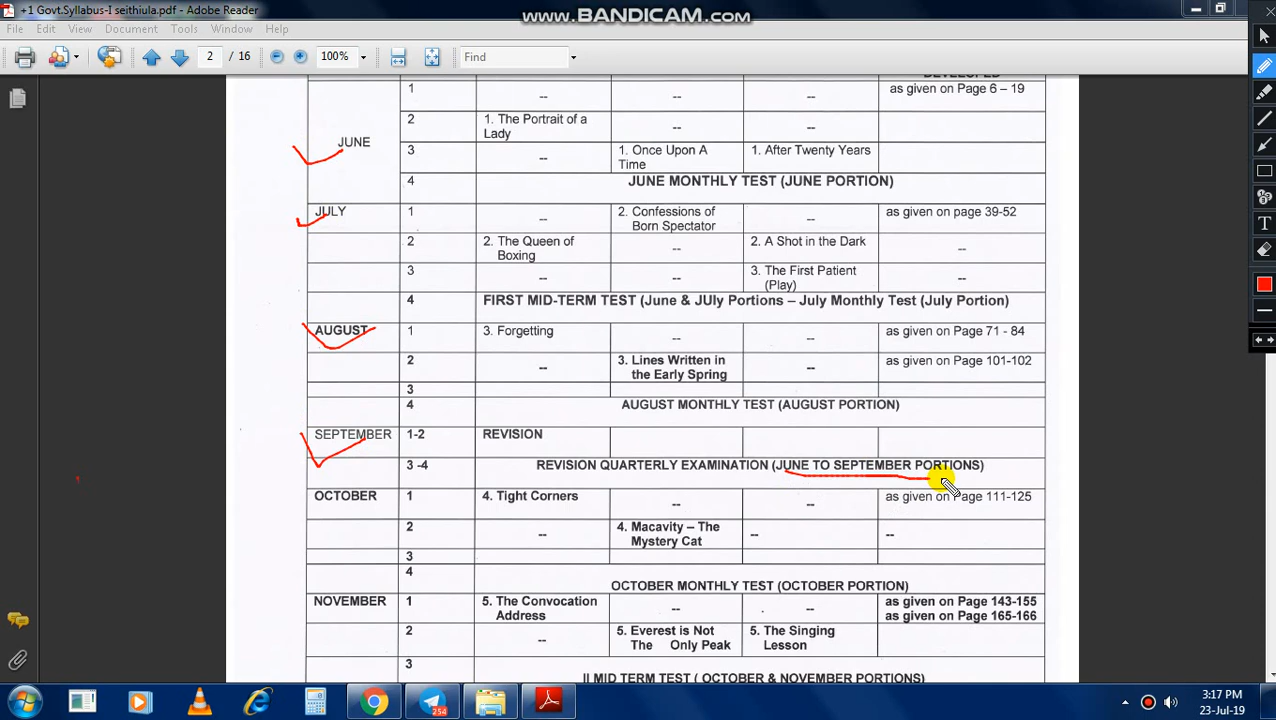 +1 Govt.Syllabus-I seithiula.pdf - Adobe Reader
www.BANDICAM.com
File Edit View Document Tools Window Help
2 / 16 100% Find
DEVELOPED
JUNE 1 -- -- -- as given on Page 6 – 19
2 1. The Portrait of a Lady -- --
3 -- 1. Once Upon A Time 1. After Twenty Years
4 JUNE MONTHLY TEST (JUNE PORTION)
JULY 1 -- 2. Confessions of Born Spectator -- as given on page 39-52
2 2. The Queen of Boxing -- 2. A Shot in the Dark --
3 -- -- 3. The First Patient (Play) --
4 FIRST MID-TERM TEST (June & JUly Portions – July Monthly Test (July Portion)
AUGUST 1 3. Forgetting -- -- as given on Page 71 - 84
2 -- 3. Lines Written in the Early Spring -- as given on Page 101-102
3
4 AUGUST MONTHLY TEST (AUGUST PORTION)
SEPTEMBER 1-2 REVISION
3 -4 REVISION QUARTERLY EXAMINATION (JUNE TO SEPTEMBER PORTIONS)
OCTOBER 1 4. Tight Corners -- -- as given on Page 111-125
2 -- 4. Macavity – The Mystery Cat -- --
3
4 OCTOBER MONTHLY TEST (OCTOBER PORTION)
NOVEMBER 1 5. The Convocation Address -- -- as given on Page 143-155
as given on Page 165-166
2 -- 5. Everest is Not The Only Peak 5. The Singing Lesson
3
II MID TERM TEST ( OCTOBER & NOVEMBER PORTIONS)
254
3:17 PM
23-Jul-19